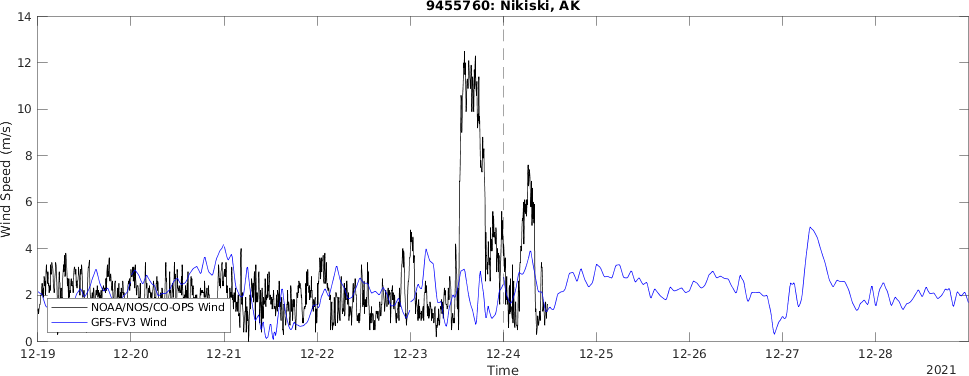 9455760: Nikiski, AK
Wind Speed (m/s)
14
12
10
8
6
4
2
0
NOAA/NOS/CO-OPS Wind
GFS-FV3 Wind
12-19 12-20 12-21 12-22 12-23 12-24 12-25 12-26 12-27 12-28
Time
2021